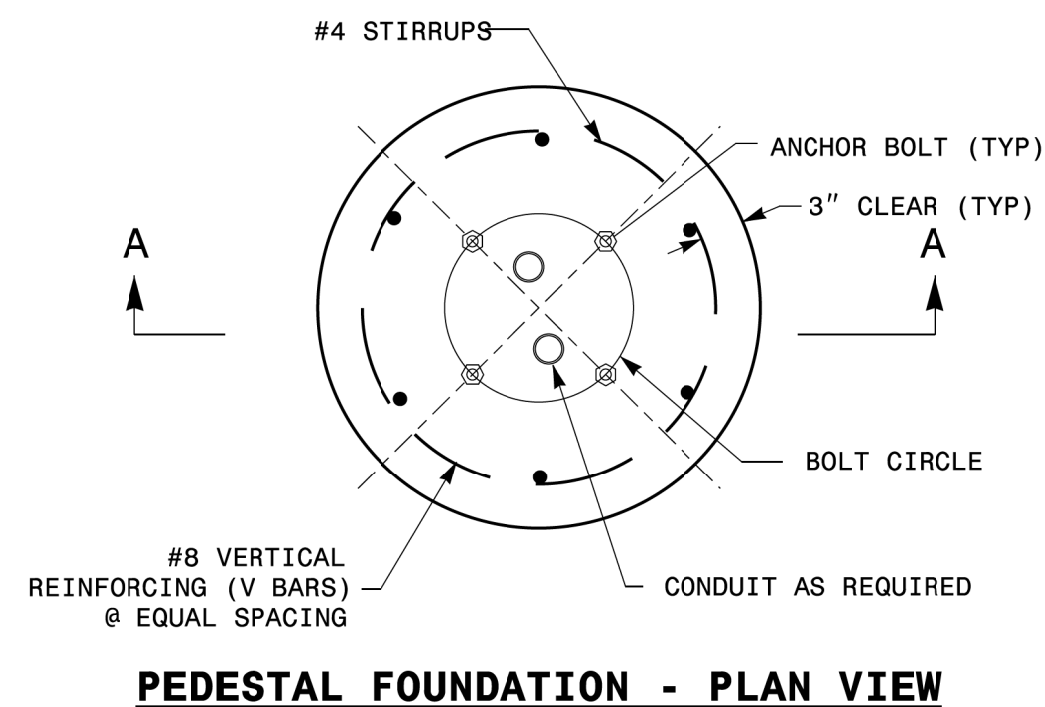 #4 STIRRUPS
ANCHOR BOLT (TYP)
3" CLEAR (TYP)
A
A
BOLT CIRCLE
#8 VERTICAL
REINFORCING (V BARS)
@ EQUAL SPACING
CONDUIT AS REQUIRED
PEDESTAL FOUNDATION - PLAN VIEW